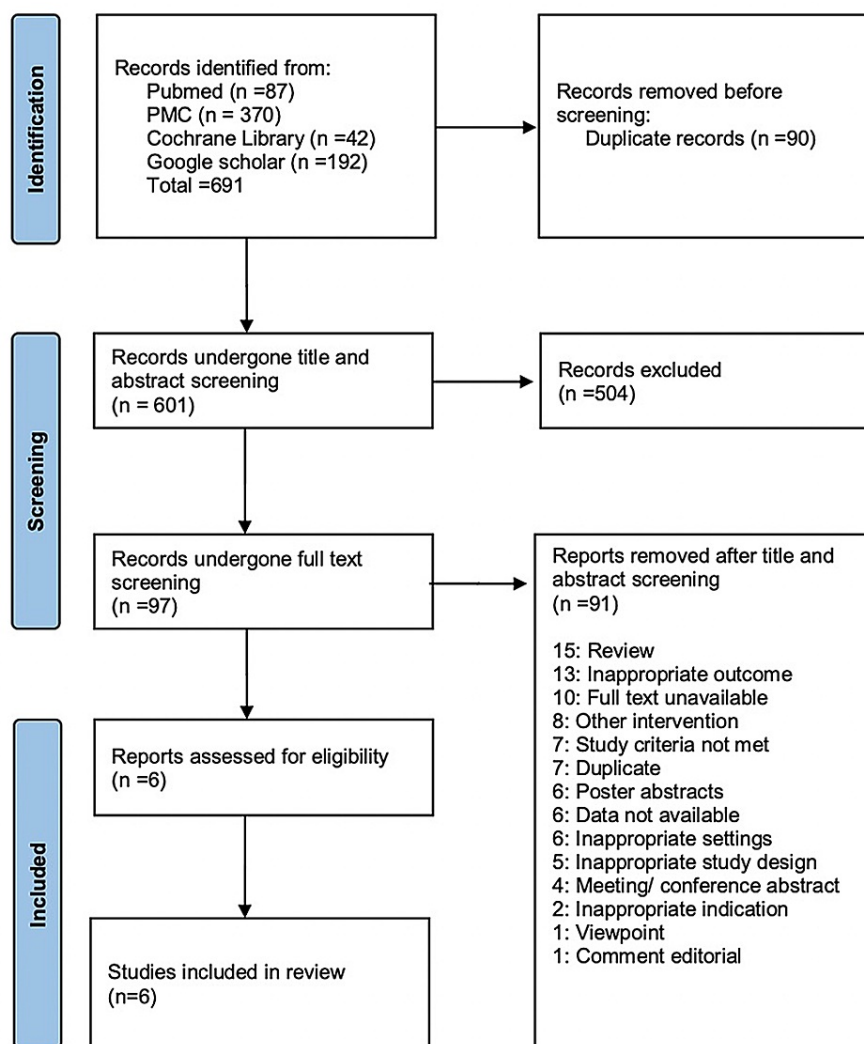 Identification
Records identified from:
Pubmed (n =87)
PMC (n = 370)
Cochrane Library (n =42)
Google scholar (n =192)
Total =691
Records removed before
screening:
Duplicate records (n =90)
Screening
Records undergone title and
abstract screening
(n = 601)
Records excluded
(n =504)
Records undergone full text
screening
(n =97)
Reports removed after title and
abstract screening
(n =91)
15: Review
13: Inappropriate outcome
10: Full text unavailable
8: Other intervention
7: Study criteria not met
7: Duplicate
6: Poster abstracts
6: Data not available
6: Inappropriate settings
5: Inappropriate study design
4: Meeting/ conference abstract
2: Inappropriate indication
1: Viewpoint
1: Comment editorial
Included
Reports assessed for eligibility
(n =6)
Studies included in review
(n=6)